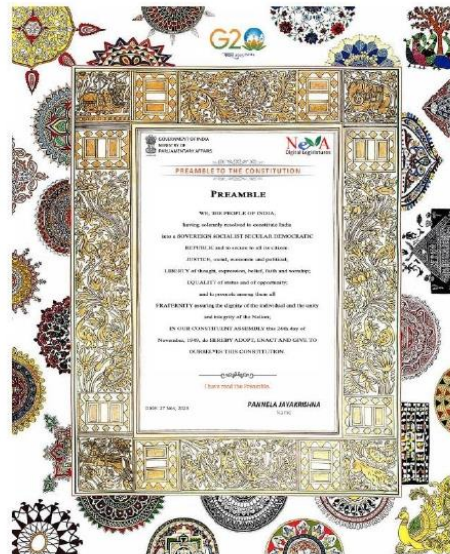 G20
GOVERNMENT OF INDIA
MINISTRY OF
PARLIAMENTARY AFFAIRS
NeVA
Digital Legislatures
PREAMBLE TO THE CONSTITUTION
PREAMBLE
WE, THE PEOPLE OF INDIA,
having solemnly resolved to constitute India
into a SOVEREIGN SOCIALIST SECULAR DEMOCRATIC
REPUBLIC and to secure to all its citizens
JUSTICE, social, economic and political;
LIBERTY of thought, expression, belief, faith and worship;
EQUALITY of status and of opportunity;
and to promote among them all
FRATERNITY assuring the dignity of the individual and the unity
and integrity of the Nation;
IN OUR CONSTITUENT ASSEMBLY this 26th day of
November, 1949, do HEREBY ADOPT, ENACT AND GIVE TO
OURSELVES THIS CONSTITUTION
I have read the Preamble.
PANNELA JAYAKRISHNA